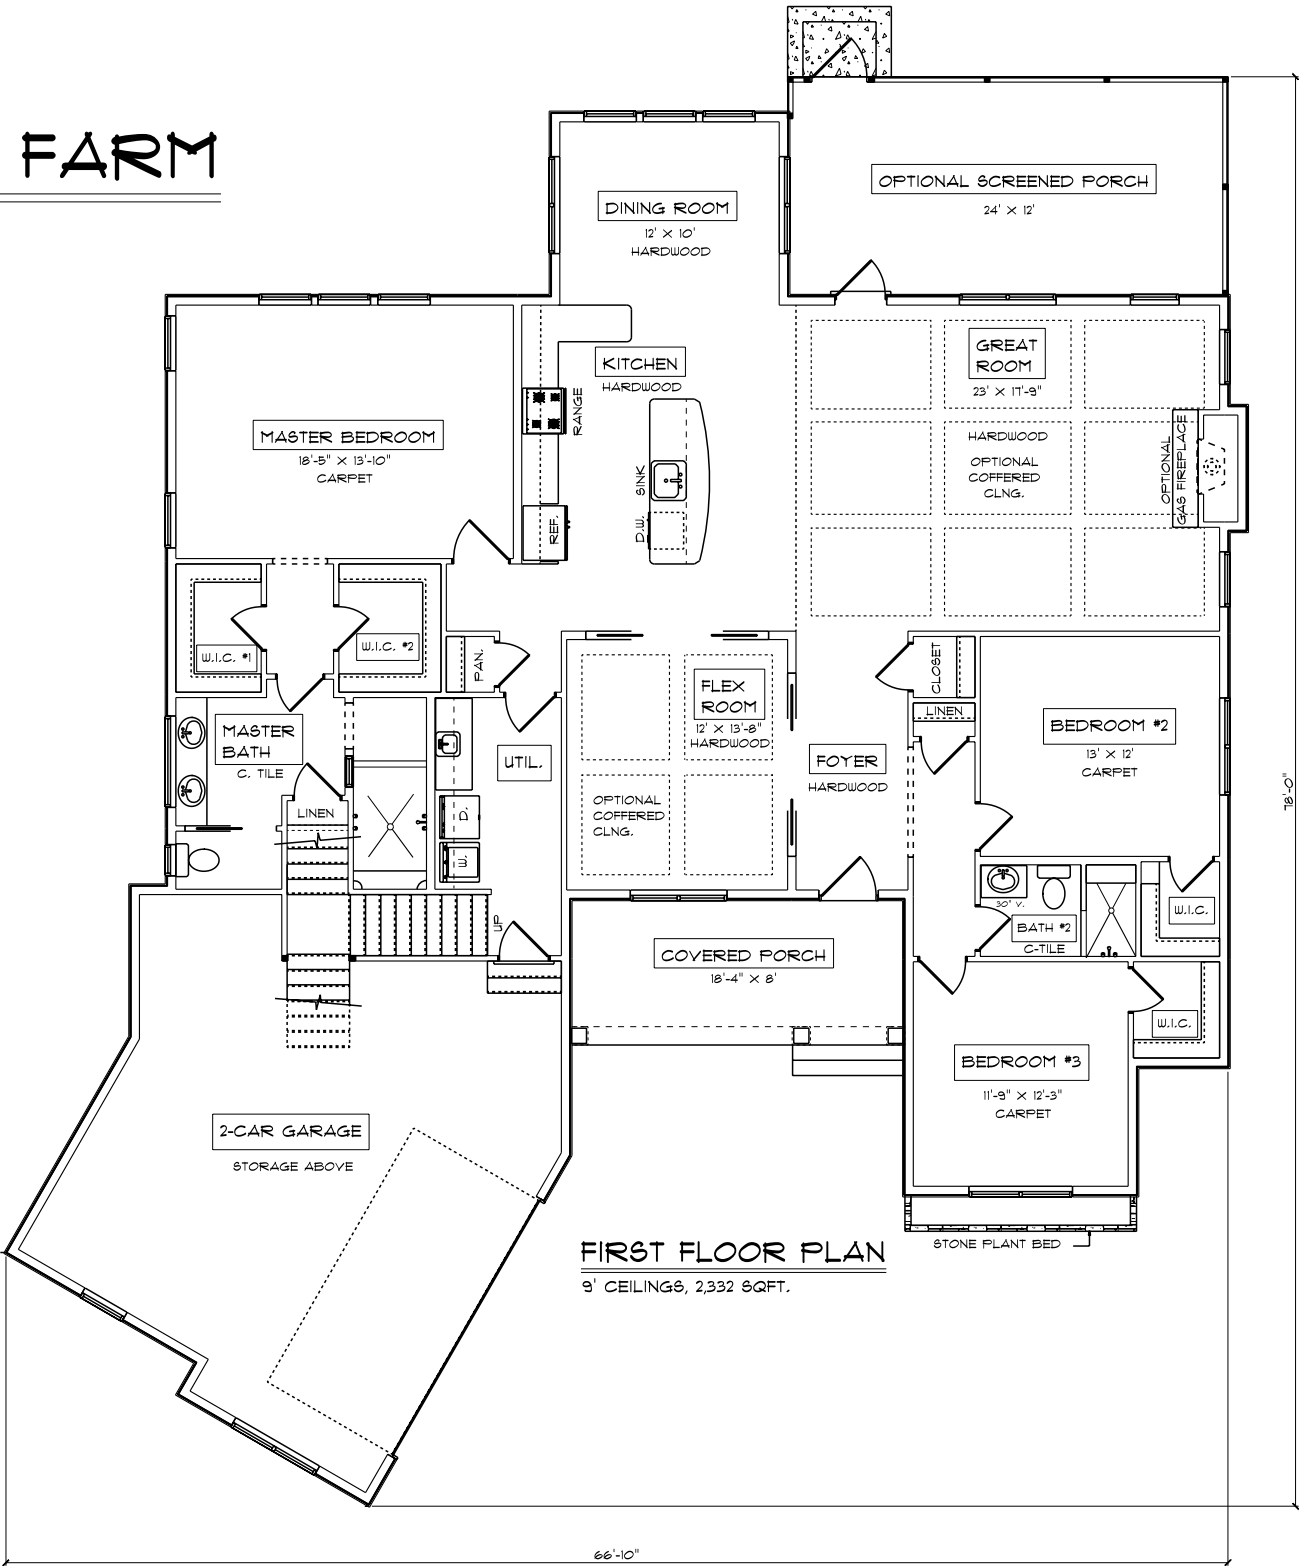 FARM
OPTIONAL SCREENED PORCH
24' X 12'
DINING ROOM
12' X 10'
HARDWOOD
KITCHEN
HARDWOOD
RANGE
SINK
D.W.
REF.
GREAT
ROOM
23' X 17'-9"
HARDWOOD
OPTIONAL
COFFERED
CLNG.
OPTIONAL
GAS FIREPLACE
MASTER BEDROOM
18'-5" X 13'-10"
CARPET
W.I.C. #1
W.I.C. #2
PAN.
CLOSET
LINEN
FLEX
ROOM
12' X 13'-8"
HARDWOOD
OPTIONAL
COFFERED
CLNG.
FOYER
HARDWOOD
BEDROOM #2
13' X 12'
CARPET
MASTER
BATH
C. TILE
LINEN
UTIL.
D.
W.
UP
30" V.
BATH #2
C-TILE
W.I.C.
COVERED PORCH
18'-4" X 8'
W.I.C.
BEDROOM #3
11'-9" X 12'-3"
CARPET
2-CAR GARAGE
STORAGE ABOVE
STONE PLANT BED
FIRST FLOOR PLAN
9' CEILINGS, 2,332 SQFT.
78'-0"
66'-10"